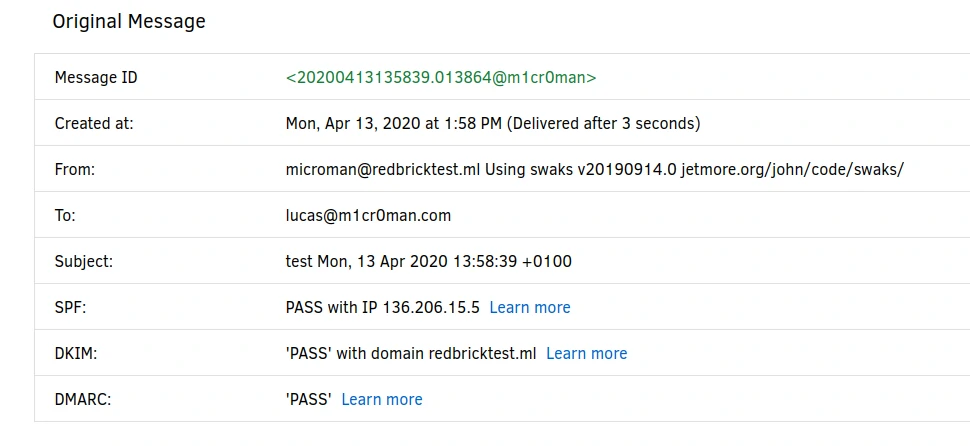 Original Message
Message ID <20200413135839.013864@m1cr0man>
Created at: Mon, Apr 13, 2020 at 1:58 PM (Delivered after 3 seconds)
From: microman@redbricktest.ml Using swaks v20190914.0 jetmore.org/john/code/swaks/
To: lucas@m1cr0man.com
Subject: test Mon, 13 Apr 2020 13:58:39 +0100
SPF: PASS with IP 136.206.15.5 Learn more
DKIM: 'PASS' with domain redbricktest.ml Learn more
DMARC: 'PASS' Learn more